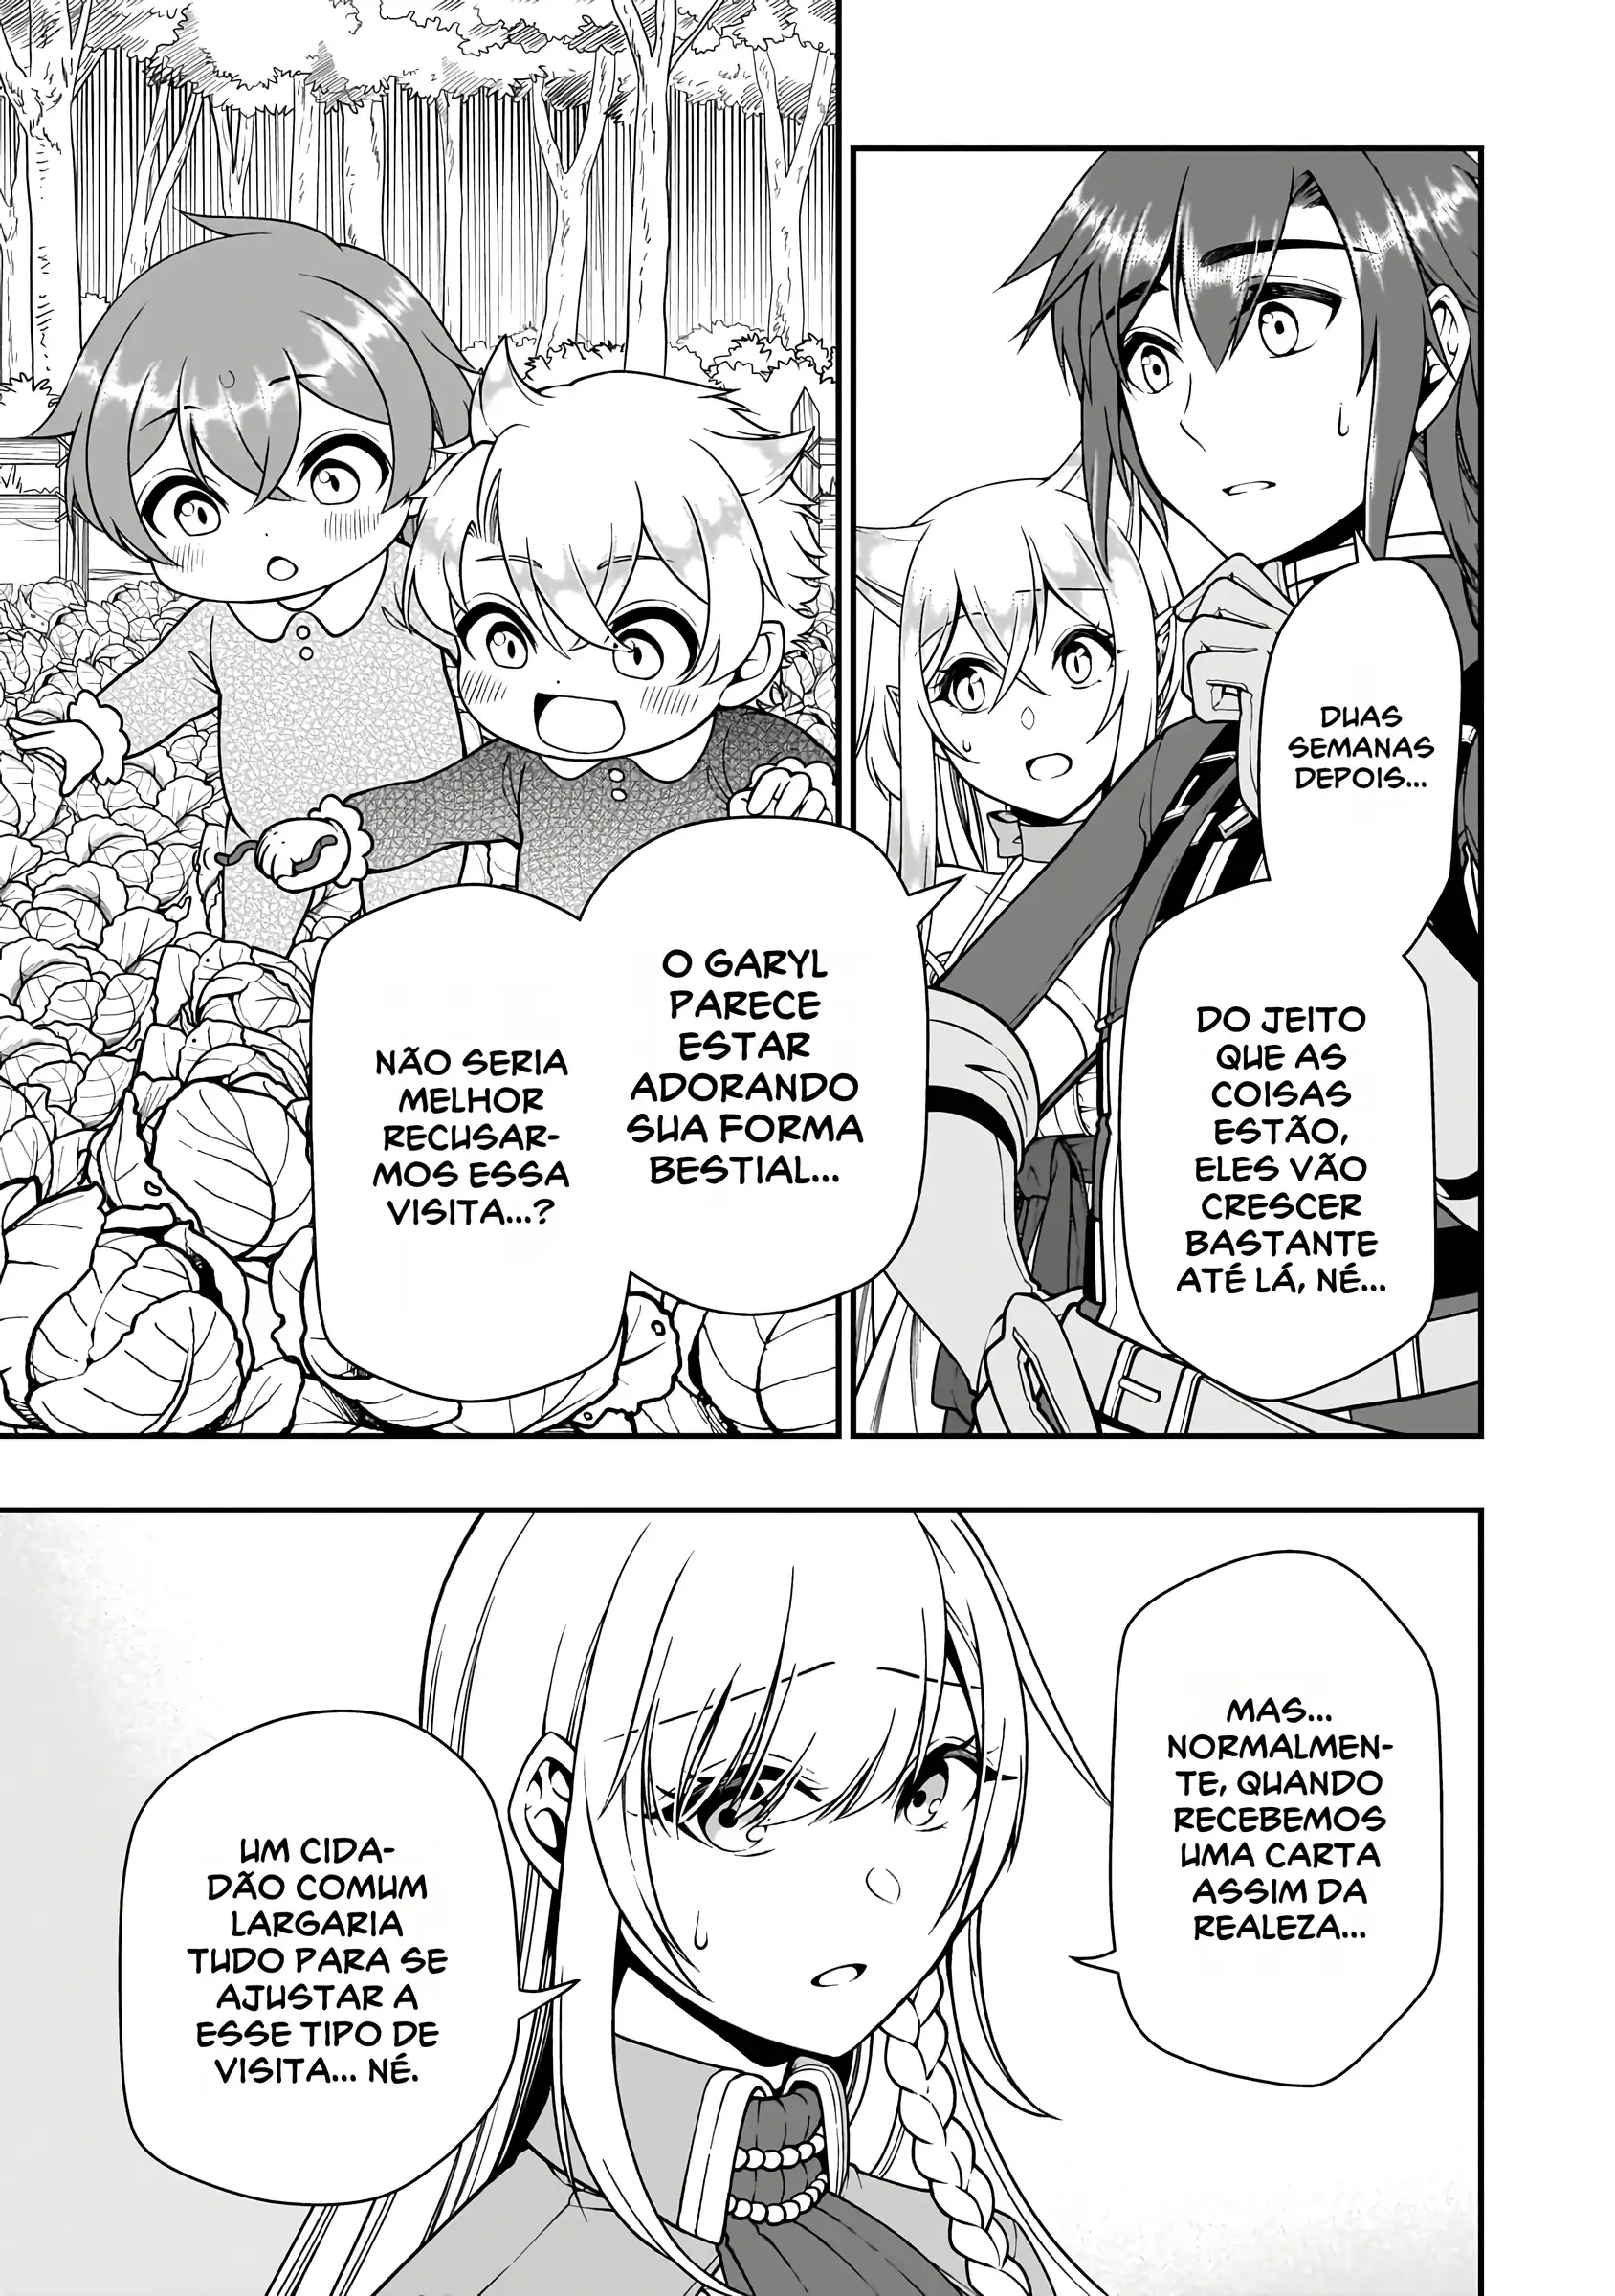 DUAS
SEMANAS
DEPOIS...
DO JEITO
QUE AS
COISAS
ESTÃO,
ELES VÃO
CRESCER
BASTANTE
ATÉ LÁ, NÉ...
O GARYL
PARECE
ESTAR
ADORANDO
SUA FORMA
BESTIAL...
NÃO SERIA
MELHOR
RECUSAR-
MOS ESSA
VISITA...?
MAS...
NORMALMEN-
TE, QUANDO
RECEBEMOS
UMA CARTA
ASSIM DA
REALEZA...
UM CIDA-
DÃO COMUM
LARGARIA
TUDO PARA SE
AJUSTAR A
ESSE TIPO DE
VISITA... NÉ.